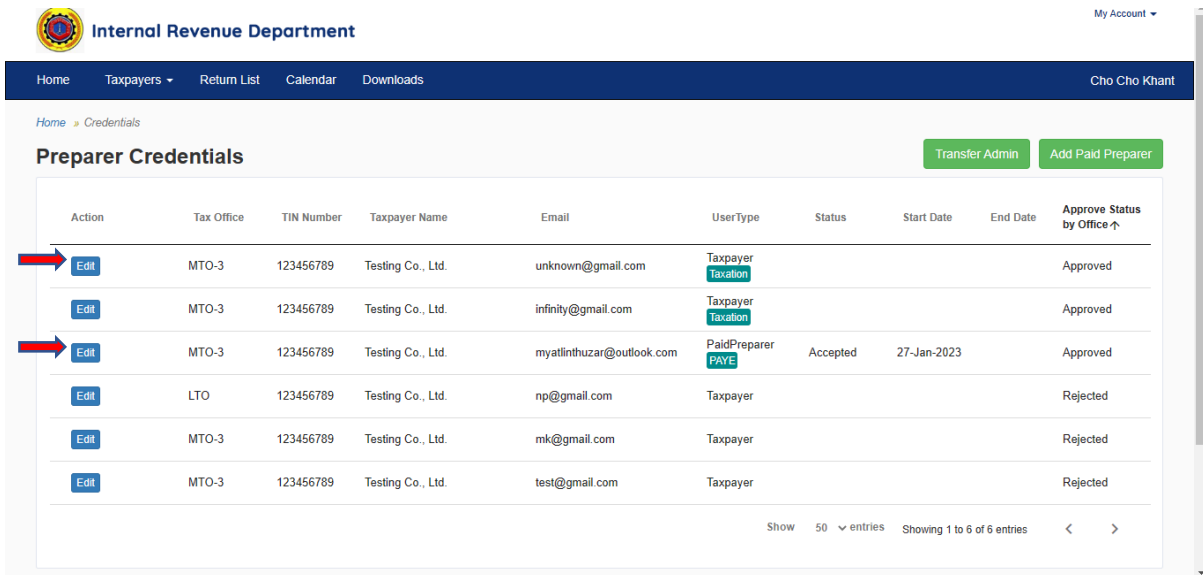 My Account
Internal Revenue Department
Home Taxpayers Return List Calendar Downloads Cho Cho Khant
Home » Credentials
Preparer Credentials Transfer Admin Add Paid Preparer
Action Tax Office TIN Number Taxpayer Name Email UserType Status Start Date End Date Approve Status by Office ↑
Edit MTO-3 123456789 Testing Co., Ltd. unknown@gmail.com Taxpayer Taxation Approved
Edit MTO-3 123456789 Testing Co., Ltd. infinity@gmail.com Taxpayer Taxation Approved
Edit MTO-3 123456789 Testing Co., Ltd. myatlinthuzar@outlook.com PaidPreparer PAYE Accepted 27-Jan-2023 Approved
Edit LTO 123456789 Testing Co., Ltd. np@gmail.com Taxpayer Rejected
Edit MTO-3 123456789 Testing Co., Ltd. mk@gmail.com Taxpayer Rejected
Edit MTO-3 123456789 Testing Co., Ltd. test@gmail.com Taxpayer Rejected
Show 50 entries Showing 1 to 6 of 6 entries < >